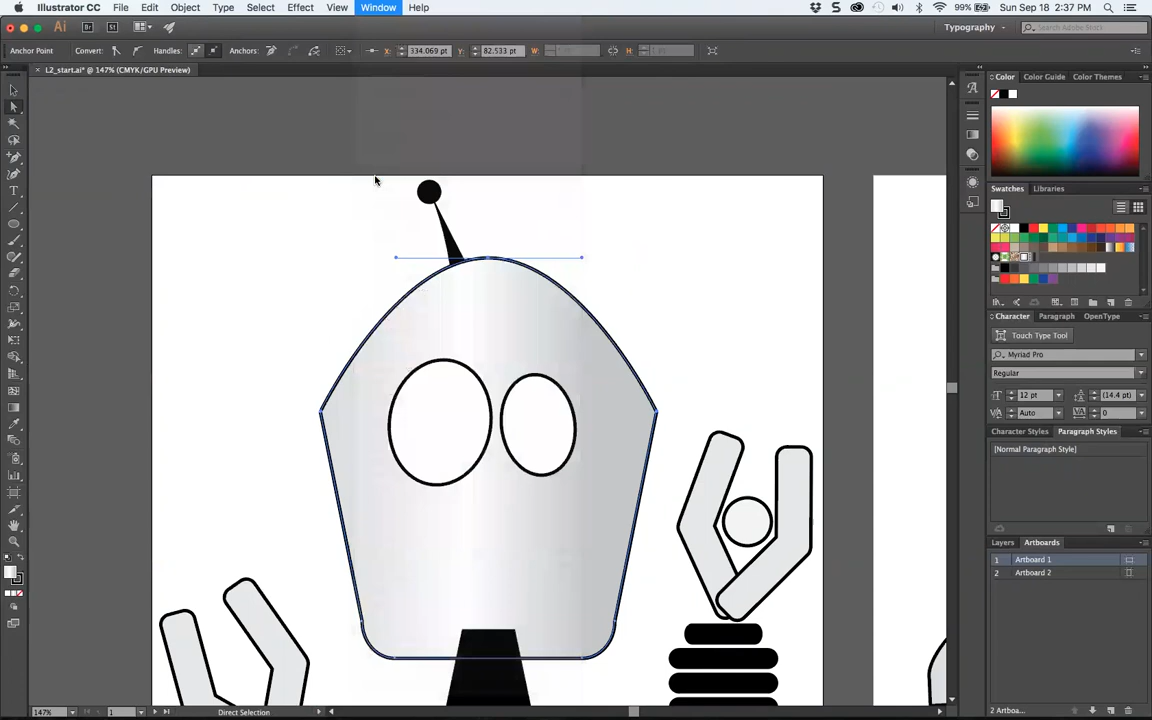 Illustrator CC File Edit Object Type Select Effect View Window Help 99% Sun Sep 18 2:37 PM
Ai Br St Typography
Anchor Point Convert: Handles: Anchors: X: 334.069 pt Y: 82.533 pt W: H:
× L2_start.ai* @ 147% (CMYK/GPU Preview)
Color Color Guide Color Themes
Swatches Libraries
Character Paragraph OpenType
Touch Type Tool
Myriad Pro
Regular
12 pt (14.4 pt)
Auto 0
Character Styles Paragraph Styles
[Normal Paragraph Style]
Layers Artboards
1 Artboard 1
2 Artboard 2
147% 1 Direct Selection 2 Artboa...